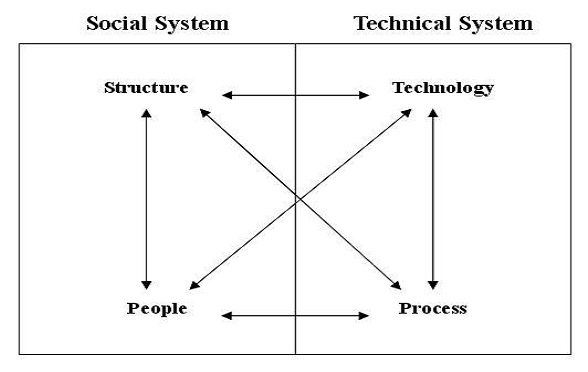 Social System
Technical System
Structure
Technology
People
Process